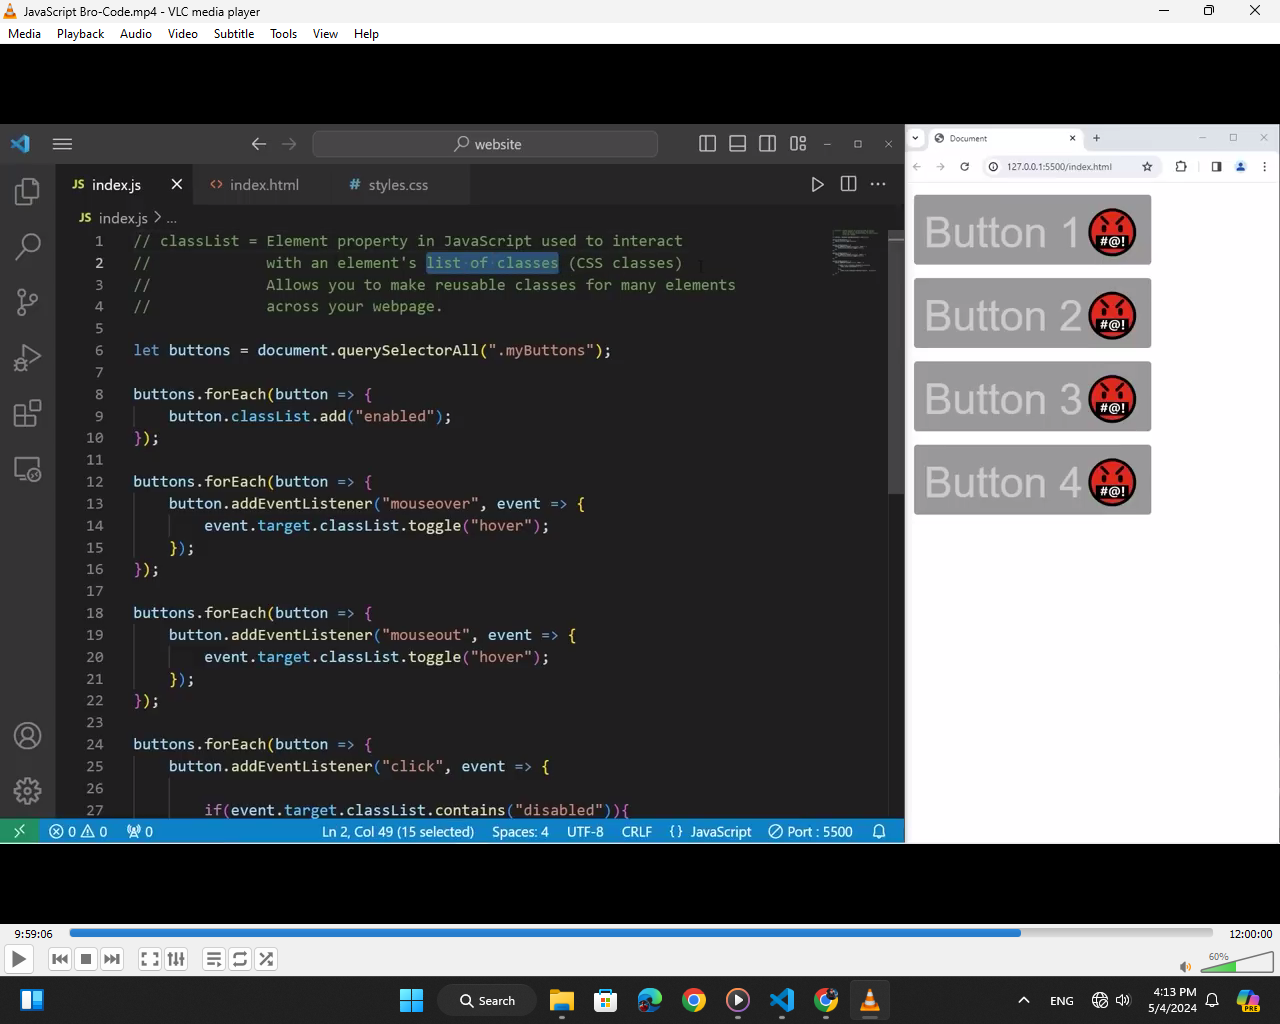 JavaScript Bro-Code.mp4 - VLC media player
Media Playback Audio Video Subtitle Tools View Help
website
JS index.js
<> index.html
# styles.css
JS index.js > ...
1 // classList = Element property in JavaScript used to interact
2 // with an element's list of classes (CSS classes)
3 // Allows you to make reusable classes for many elements
4 // across your webpage.
5
6 let buttons = document.querySelectorAll(".myButtons");
7
8 buttons.forEach(button => {
9 button.classList.add("enabled");
10 });
11
12 buttons.forEach(button => {
13 button.addEventListener("mouseover", event => {
14 event.target.classList.toggle("hover");
15 });
16 });
17
18 buttons.forEach(button => {
19 button.addEventListener("mouseout", event => {
20 event.target.classList.toggle("hover");
21 });
22 });
23
24 buttons.forEach(button => {
25 button.addEventListener("click", event => {
26
27 if(event.target.classList.contains("disabled")){
0 0 0 Ln 2, Col 49 (15 selected) Spaces: 4 UTF-8 CRLF {} JavaScript Port : 5500
Document
127.0.0.1:5500/index.html
Button 1 #@!
Button 2 #@!
Button 3 #@!
Button 4 #@!
9:59:06 12:00:00
60%
Search
PRE
ENG
4:13 PM
5/4/2024